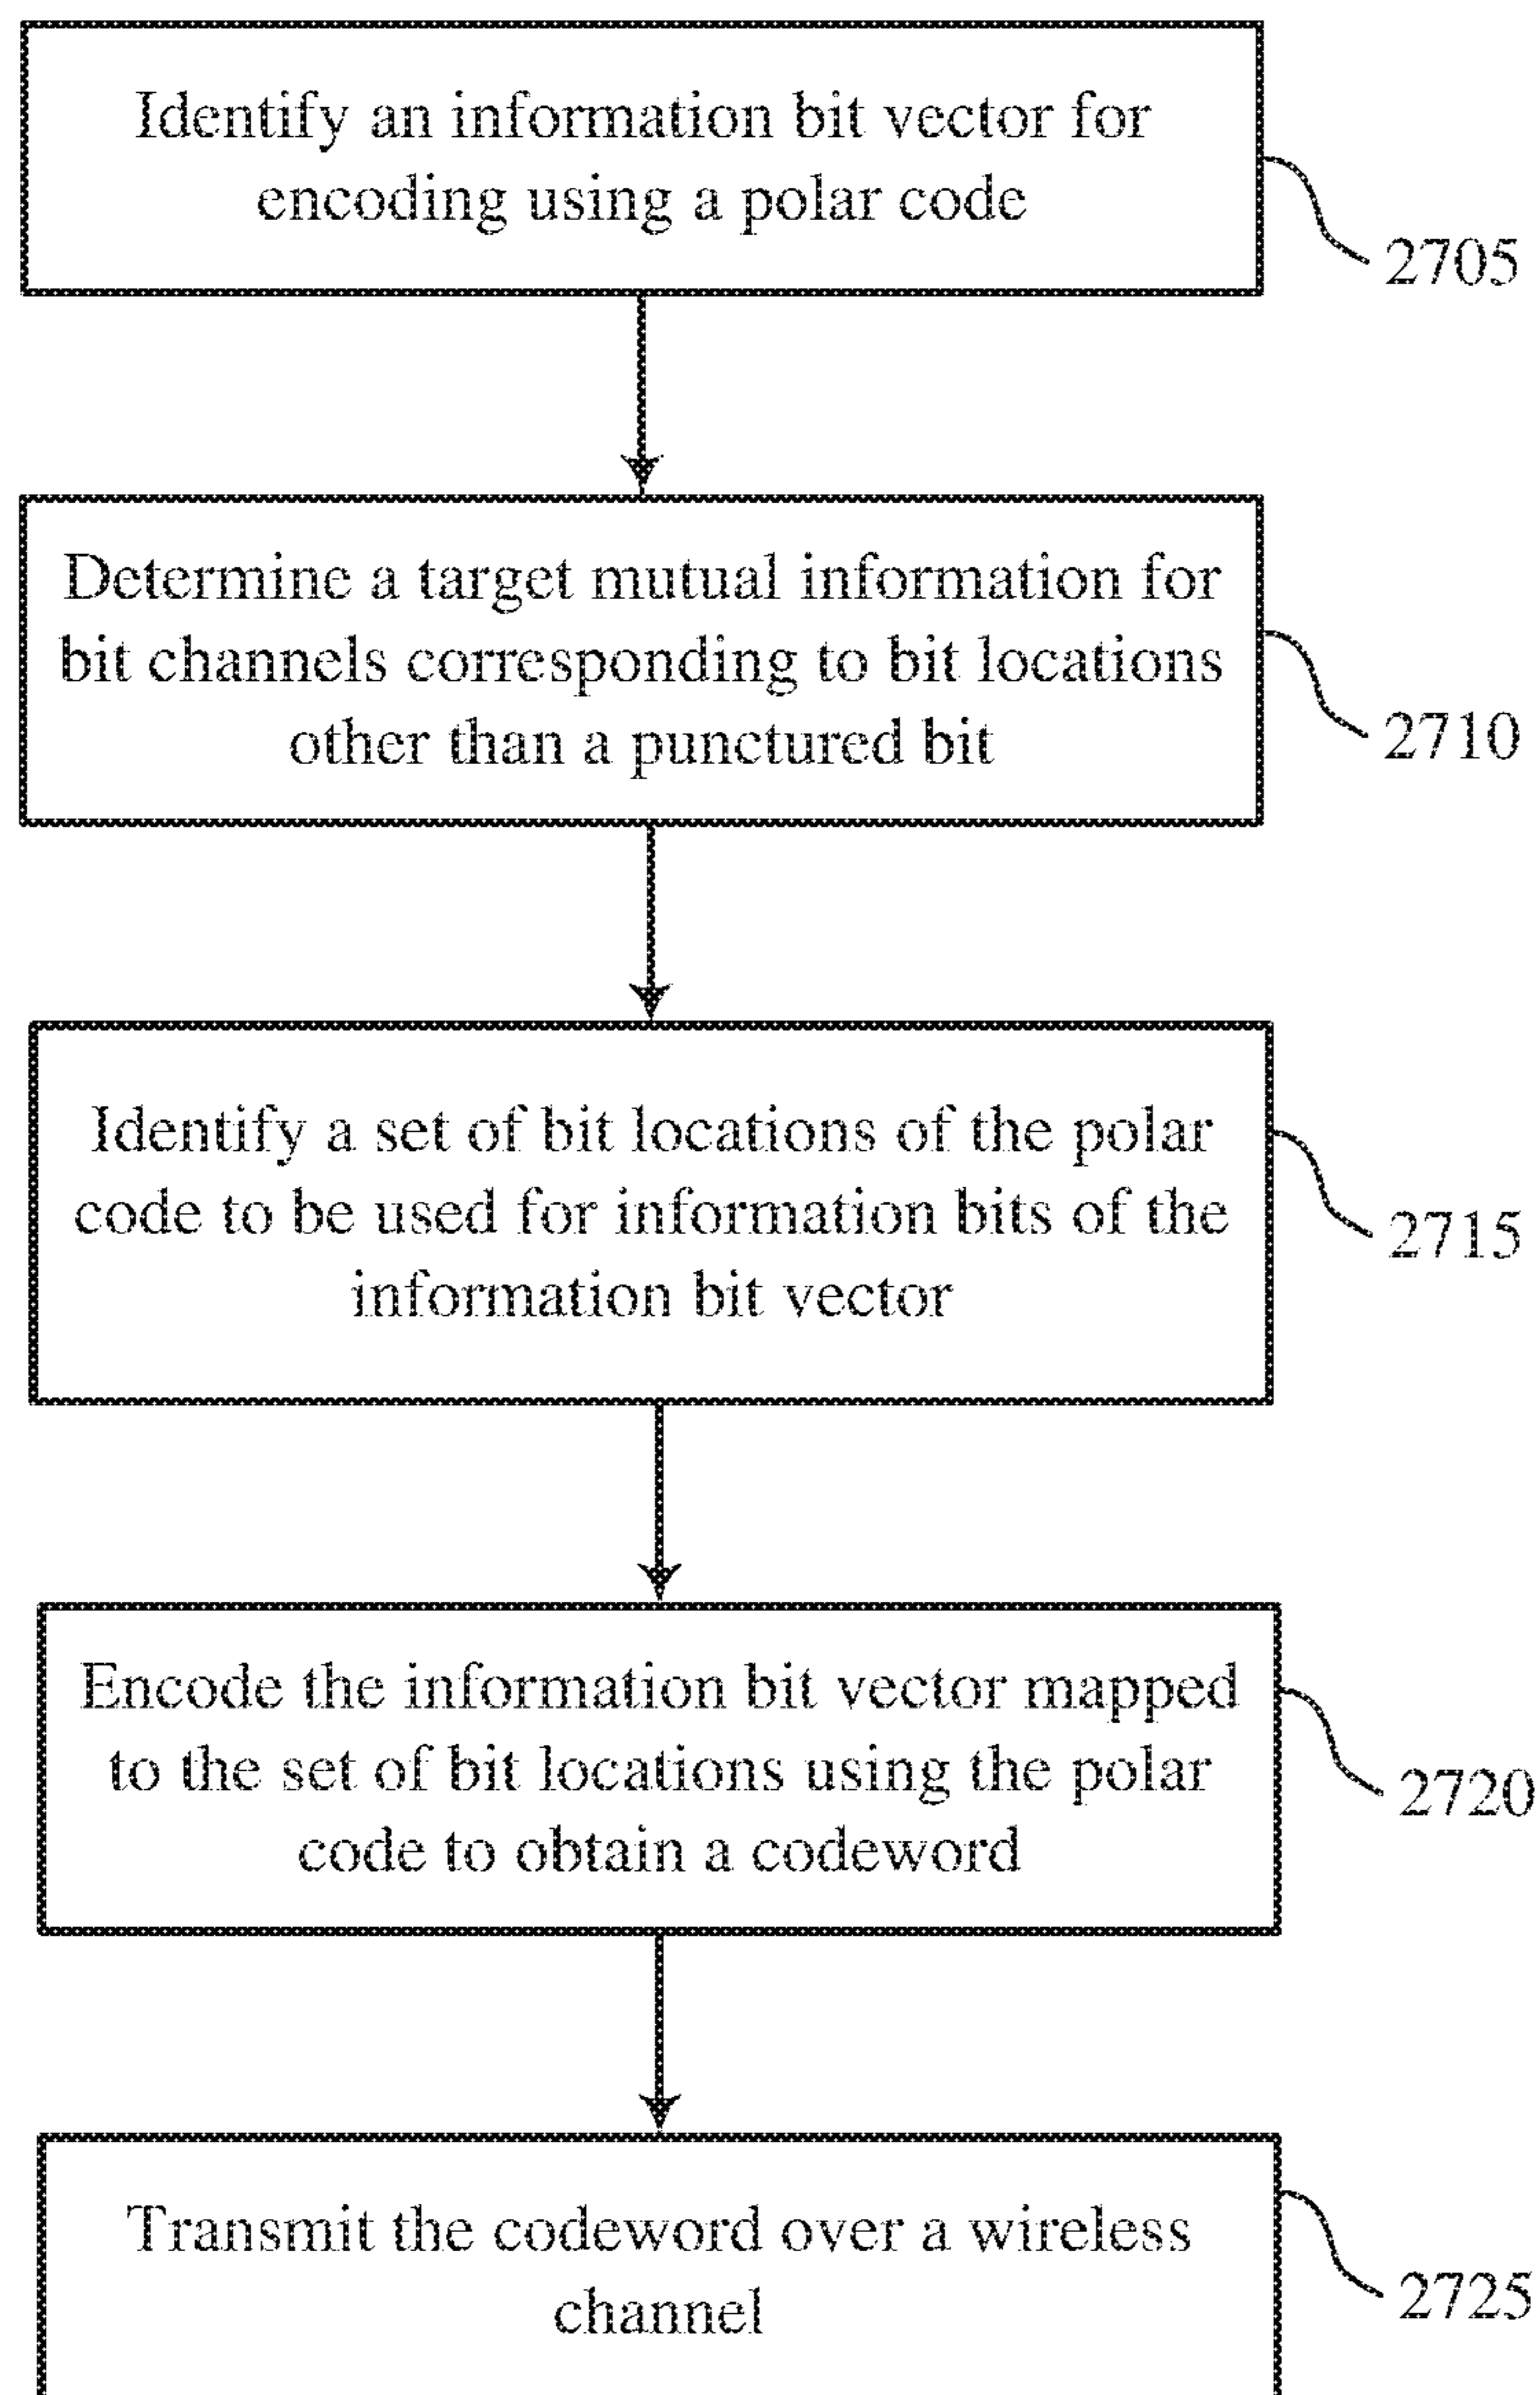 Identify an information bit vector for
encoding using a polar code
2705
Determine a target mutual information for
bit channels corresponding to bit locations
other than a punctured bit
2710
Identify a set of bit locations of the polar
code to be used for information bits of the
information bit vector
2715
Encode the information bit vector mapped
to the set of bit locations using the polar
code to obtain a codeword
2720
Transmit the codeword over a wireless
channel
2725